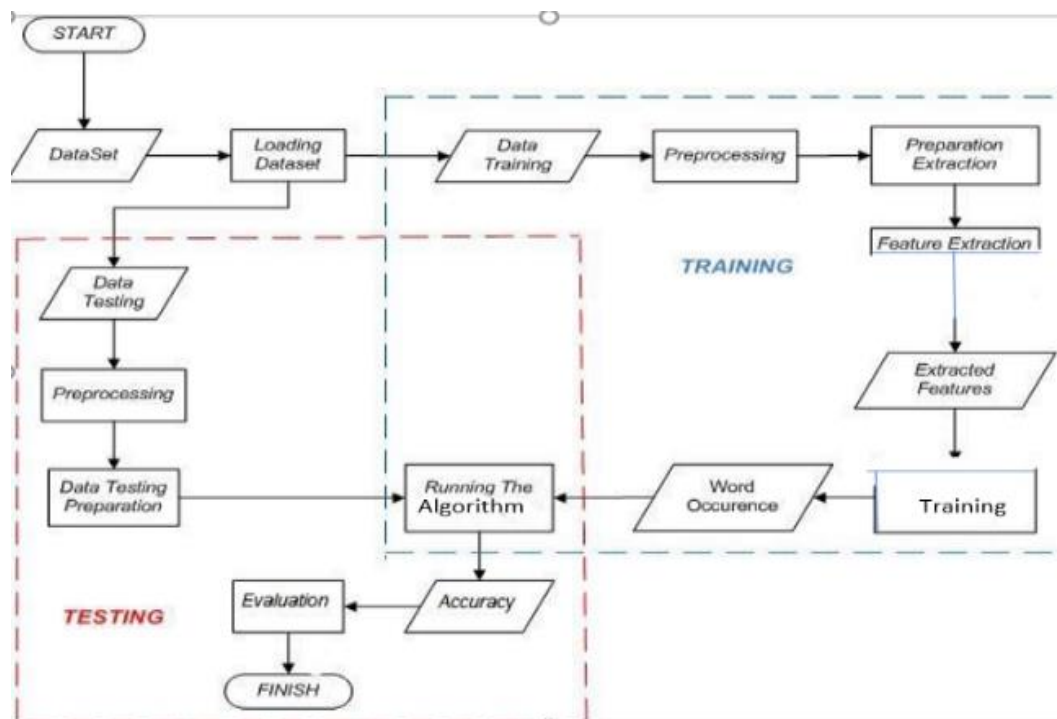 START
DataSet
Loading
Dataset
Data
Training
Preprocessing
Preparation
Extraction
Feature Extraction
TRAINING
Data
Testing
Extracted
Features
Preprocessing
Data Testing
Preparation
Running The
Algorithm
Word
Occurence
Training
Evaluation
Accuracy
TESTING
FINISH